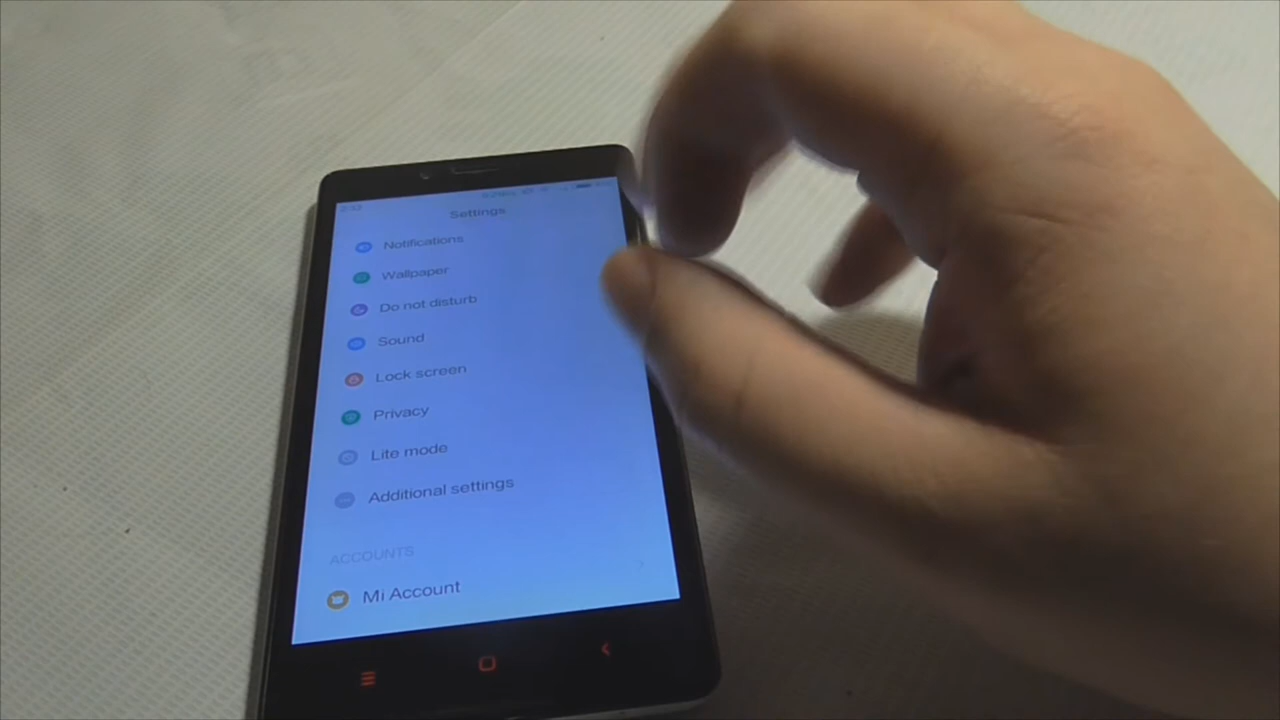 Settings
Notifications
Wallpaper
Do not disturb
Sound
Lock screen
Privacy
Lite mode
Additional settings
ACCOUNTS
Mi Account